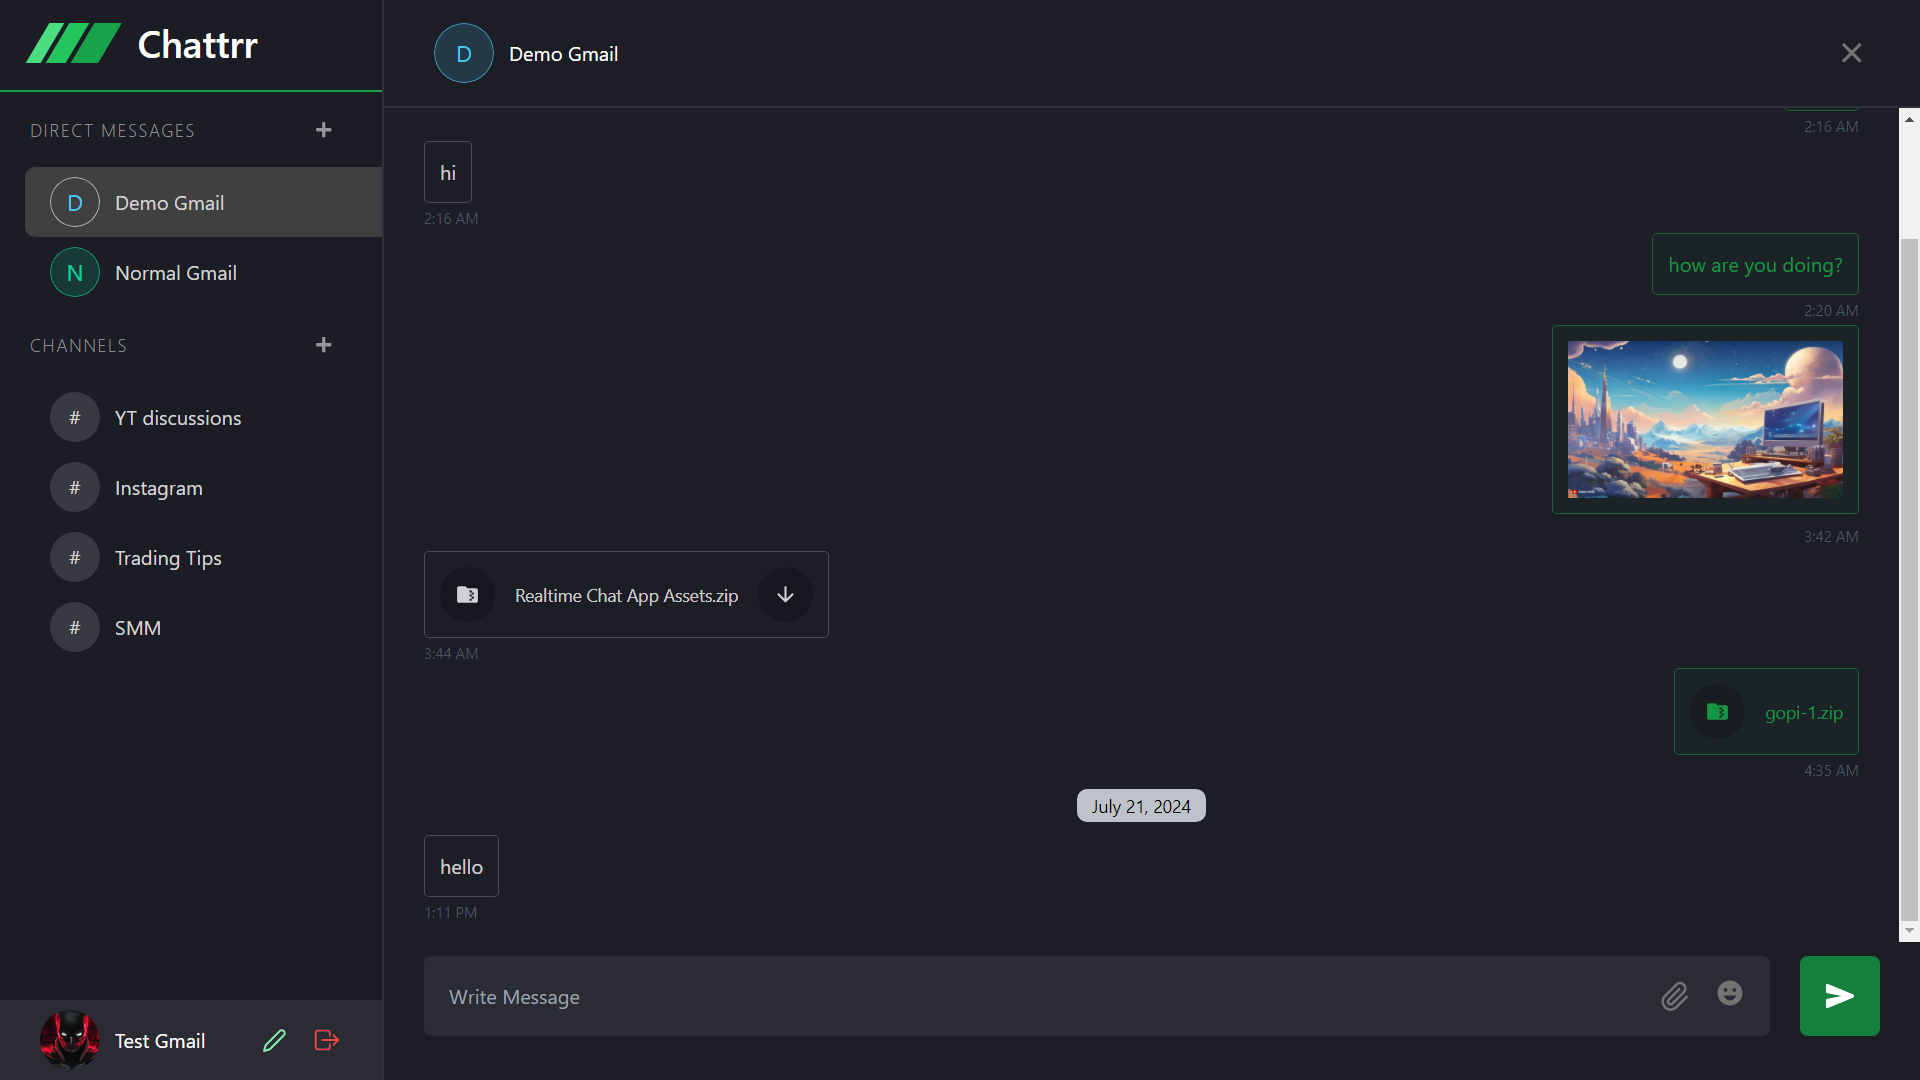 Chattrr
DIRECT MESSAGES
D Demo Gmail
N Normal Gmail
CHANNELS
# YT discussions
# Instagram
# Trading Tips
# SMM
Test Gmail
D Demo Gmail
2:16 AM
hi
2:16 AM
how are you doing?
2:20 AM
3:42 AM
Realtime Chat App Assets.zip
3:44 AM
gopi-1.zip
4:35 AM
July 21, 2024
hello
1:11 PM
Write Message